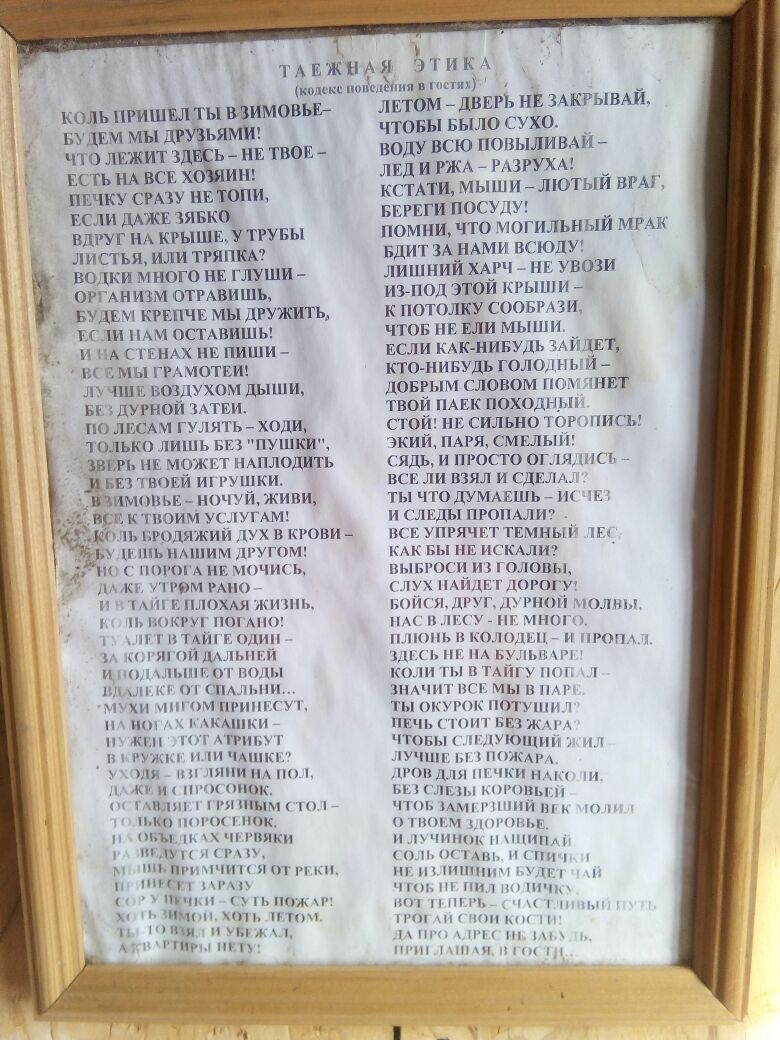 ТАЕЖНАЯ ЭТИКА
(кодекс поведения в гостях)
КОЛЬ ПРИШЕЛ ТЫ В ЗИМОВЬЕ–
БУДЕМ МЫ ДРУЗЬЯМИ!
ЧТО ЛЕЖИТ ЗДЕСЬ – НЕ ТВОЕ –
ЕСТЬ НА ВСЕ ХОЗЯИН!
ПЕЧКУ СРАЗУ НЕ ТОПИ,
ЕСЛИ ДАЖЕ ЗЯБКО
ВДРУГ НА КРЫШЕ, У ТРУБЫ
ЛИСТЬЯ, ИЛИ ТРЯПКА?
ВОДКИ МНОГО НЕ ГЛУШИ –
ОРГАНИЗМ ОТРАВИШЬ,
БУДЕМ КРЕПЧЕ МЫ ДРУЖИТЬ,
ЕСЛИ НАМ ОСТАВИШЬ!
И НА СТЕНАХ НЕ ПИШИ –
ВСЕ МЫ ГРАМОТЕИ!
ЛУЧШЕ ВОЗДУХОМ ДЫШИ,
БЕЗ ДУРНОЙ ЗАТЕИ.
ПО ЛЕСАМ ГУЛЯТЬ – ХОДИ,
ТОЛЬКО ЛИШЬ БЕЗ "ПУШКИ",
ЗВЕРЬ НЕ МОЖЕТ НАПЛОДИТЬ
И БЕЗ ТВОЕЙ ИГРУШКИ.
В ЗИМОВЬЕ – НОЧУЙ, ЖИВИ,
ВСЕ К ТВОИМ УСЛУГАМ!
КОЛЬ БРОДЯЖИЙ ДУХ В КРОВИ –
БУДЕШЬ НАШИМ ДРУГОМ!
НО С ПОРОГА НЕ МОЧИСЬ,
ДАЖЕ УТРОМ РАНО –
И В ТАЙГЕ ПЛОХАЯ ЖИЗНЬ,
КОЛЬ ВОКРУГ ПОГАНО!
ТУАЛЕТ В ТАЙГЕ ОДИН –
ЗА КОРЯГОЙ ДАЛЬНЕЙ
И ПОДАЛЬШЕ ОТ ВОДЫ
ВДАЛЕКЕ ОТ СПАЛЬНИ...
МУХИ МИГОМ ПРИНЕСУТ,
НА НОГАХ КАКАШКИ –
НУЖЕН ЭТОТ АТРИБУТ
В КРУЖКЕ ИЛИ ЧАШКЕ?
УХОДЯ – ВЗГЛЯНИ НА ПОЛ,
ДАЖЕ И СПРОСОНОК.
ОСТАВЛЯЕТ ГРЯЗНЫМ СТОЛ –
ТОЛЬКО ПОРОСЕНОК.
НА ОБЪЕДКАХ ЧЕРВЯКИ
РАЗВЕДУТСЯ СРАЗУ,
МЫШЬ ПРИМЧИТСЯ ОТ РЕКИ,
ПРИНЕСЕТ ЗАРАЗУ
СОР У ПЕЧКИ – СУТЬ ПОЖАР!
ХОТЬ ЗИМОЙ, ХОТЬ ЛЕТОМ.
ТЫ-ТО ВЗЯЛ И УБЕЖАЛ,
А КВАРТИРЫ НЕТУ!
ЛЕТОМ – ДВЕРЬ НЕ ЗАКРЫВАЙ,
ЧТОБЫ БЫЛО СУХО.
ВОДУ ВСЮ ПОВЫЛИВАЙ –
ЛЕД И РЖА – РАЗРУХА!
КСТАТИ, МЫШИ – ЛЮТЫЙ ВРАГ,
БЕРЕГИ ПОСУДУ!
ПОМНИ, ЧТО МОГИЛЬНЫЙ МРАК
БДИТ ЗА НАМИ ВСЮДУ!
ЛИШНИЙ ХАРЧ – НЕ УВОЗИ
ИЗ-ПОД ЭТОЙ КРЫШИ –
К ПОТОЛКУ СООБРАЗИ,
ЧТОБ НЕ ЕЛИ МЫШИ.
ЕСЛИ КАК-НИБУДЬ ЗАЙДЕТ,
КТО-НИБУДЬ ГОЛОДНЫЙ –
ДОБРЫМ СЛОВОМ ПОМЯНЕТ
ТВОЙ ПАЕК ПОХОДНЫЙ.
СТОЙ! НЕ СИЛЬНО ТОРОПИСЬ!
ЭКИЙ, ПАРЯ, СМЕЛЫЙ!
СЯДЬ, И ПРОСТО ОГЛЯДИСЬ –
ВСЕ ЛИ ВЗЯЛ И СДЕЛАЛ?
ТЫ ЧТО ДУМАЕШЬ – ИСЧЕЗ
И СЛЕДЫ ПРОПАЛИ?
ВСЕ УПРЯЧЕТ ТЕМНЫЙ ЛЕС,
КАК БЫ НЕ ИСКАЛИ?
ВЫБРОСИ ИЗ ГОЛОВЫ,
СЛУХ НАЙДЕТ ДОРОГУ!
БОЙСЯ, ДРУГ, ДУРНОЙ МОЛВЫ,
НАС В ЛЕСУ - НЕ МНОГО.
ПЛЮНЬ В КОЛОДЕЦ – И ПРОПАЛ.
ЗДЕСЬ НЕ НА БУЛЬВАРЕ!
КОЛИ ТЫ В ТАЙГУ ПОПАЛ –
ЗНАЧИТ ВСЕ МЫ В ПАРЕ.
ТЫ ОКУРОК ПОТУШИЛ?
ПЕЧЬ СТОИТ БЕЗ ЖАРА?
ЧТОБЫ СЛЕДУЮЩИЙ ЖИЛ –
ЛУЧШЕ БЕЗ ПОЖАРА.
ДРОВ ДЛЯ ПЕЧКИ НАКОЛИ,
БЕЗ СЛЕЗЫ КОРОВЬЕЙ –
ЧТОБ ЗАМЕРЗШИЙ ВЕК МОЛИЛ
О ТВОЕМ ЗДОРОВЬЕ,
И ЛУЧИНОК НАЩИПАЙ,
СОЛЬ ОСТАВЬ, И СПИЧКИ
НЕ ИЗЛИШНИМ БУДЕТ ЧАЙ
ЧТОБ НЕ ПИЛ ВОДИЧКУ.
ВОТ ТЕПЕРЬ – СЧАСТЛИВЫЙ ПУТЬ
ТРОГАЙ СВОИ КОСТИ!
ДА ПРО АДРЕС НЕ ЗАБУДЬ,
ПРИГЛАШАЯ, В ГОСТИ...